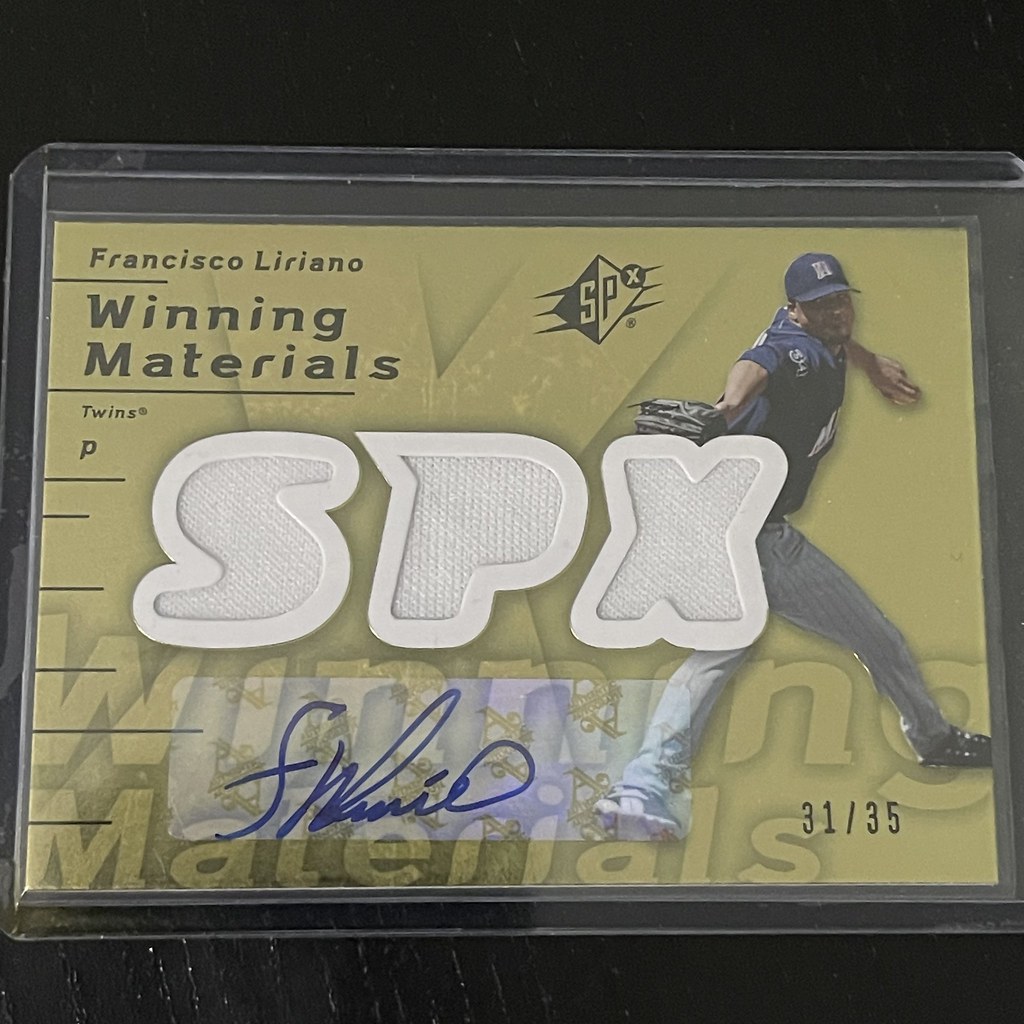 Francisco Liriano
Winning
Materials
SPX®
Twins®
P
SPX
Winning
Materials
31/35